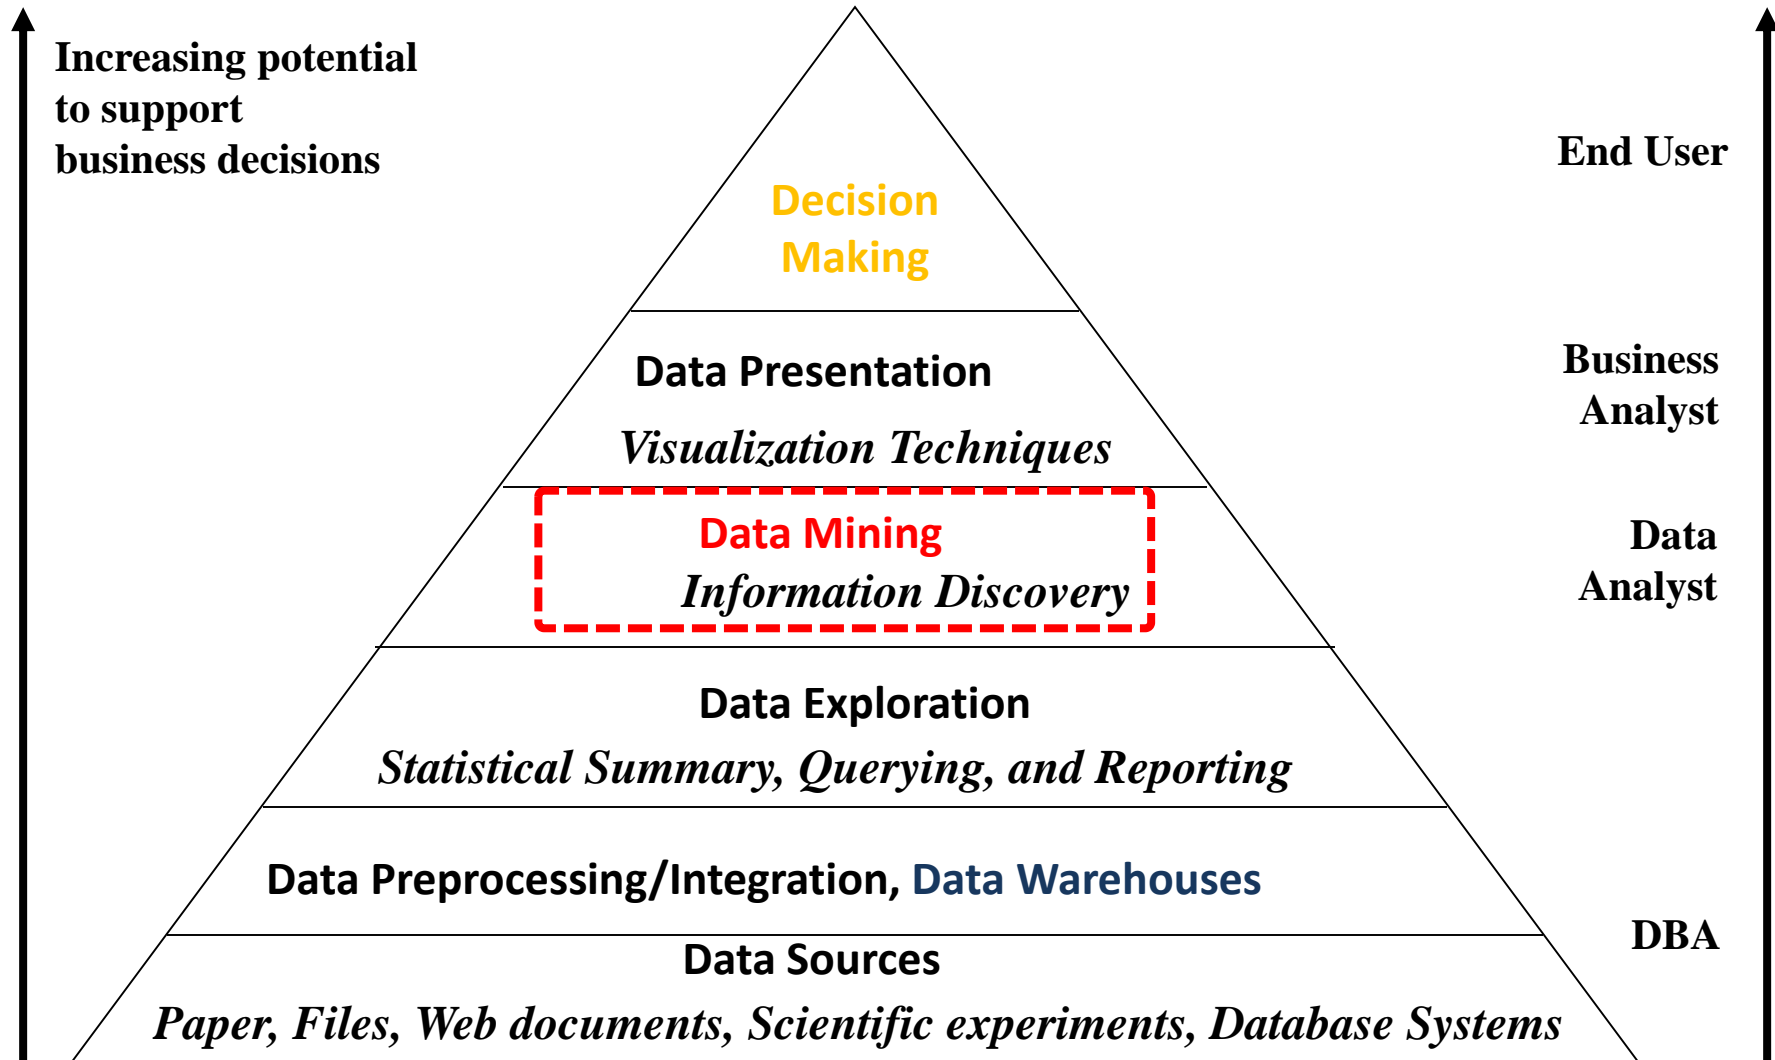 Increasing potential
to support
business decisions
End User
Decision
Making
Data Presentation
Visualization Techniques
Business
Analyst
Data Mining
Information Discovery
Data
Analyst
Data Exploration
Statistical Summary, Querying, and Reporting
Data Preprocessing/Integration, Data Warehouses
DBA
Data Sources
Paper, Files, Web documents, Scientific experiments, Database Systems